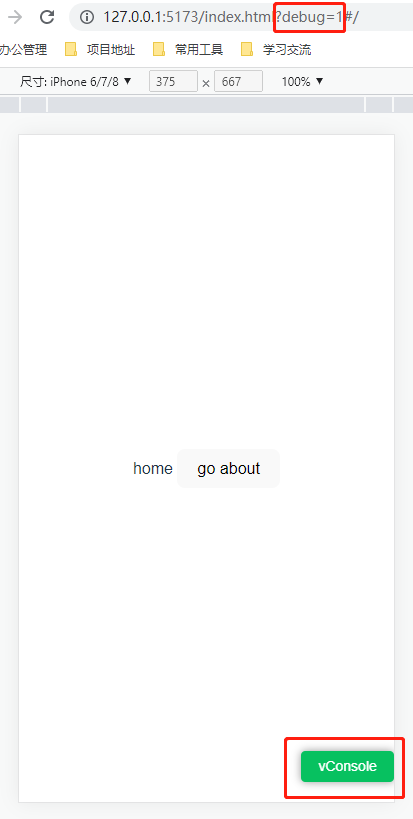 127.0.0.1:5173/index.html?debug=1#/
办公管理 项目地址 常用工具 学习交流
尺寸: iPhone 6/7/8 ▼ 375 × 667 100% ▼
home go about
vConsole